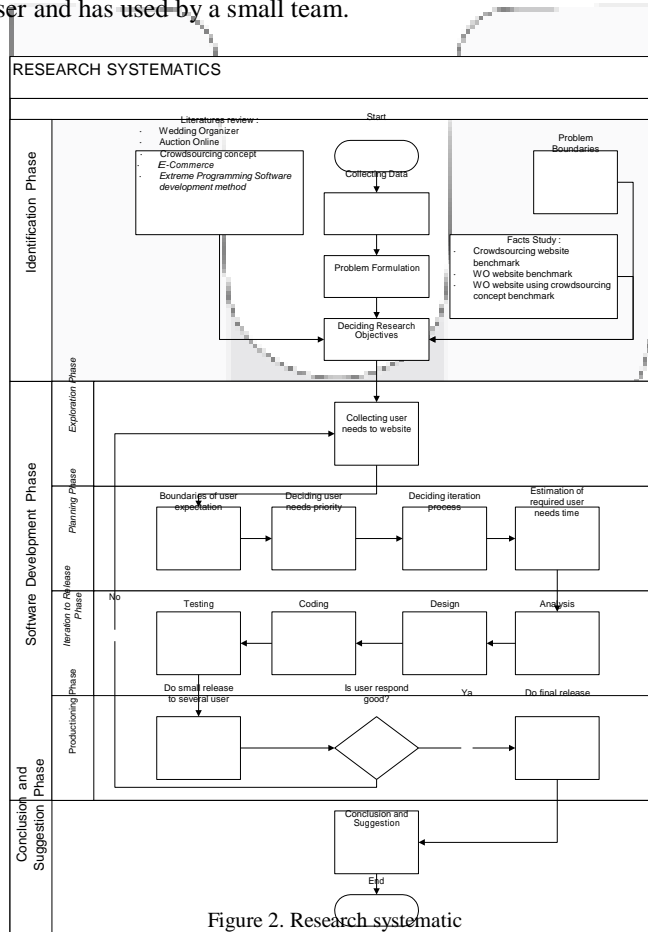 ser and has used by a small team.
RESEARCH SYSTEMATICS
Identification Phase
Literatures review :
· Wedding Organizer
· Auction Online
· Crowdsourcing concept
· E-Commerce
· Extreme Programming Software
development method
Start
Collecting Data
Problem Formulation
Deciding Research
Objectives
Problem
Boundaries
Facts Study :
· Crowdsourcing website
benchmark
· WO website benchmark
· WO website using crowdsourcing
concept benchmark
Software Development Phase
Exploration Phase
Collecting user
needs to website
Planning Phase
Boundaries of user
expectation
Deciding user
needs priority
Deciding iteration
process
Estimation of
required user
needs time
Iteration to Release
Phase
No
Testing
Coding
Design
Analysis
Productioning Phase
Do small release
to several user
Is user respond
good?
Ya
Do final release
Conclusion and
Suggestion Phase
Conclusion and
Suggestion
End
Figure 2. Research systematic